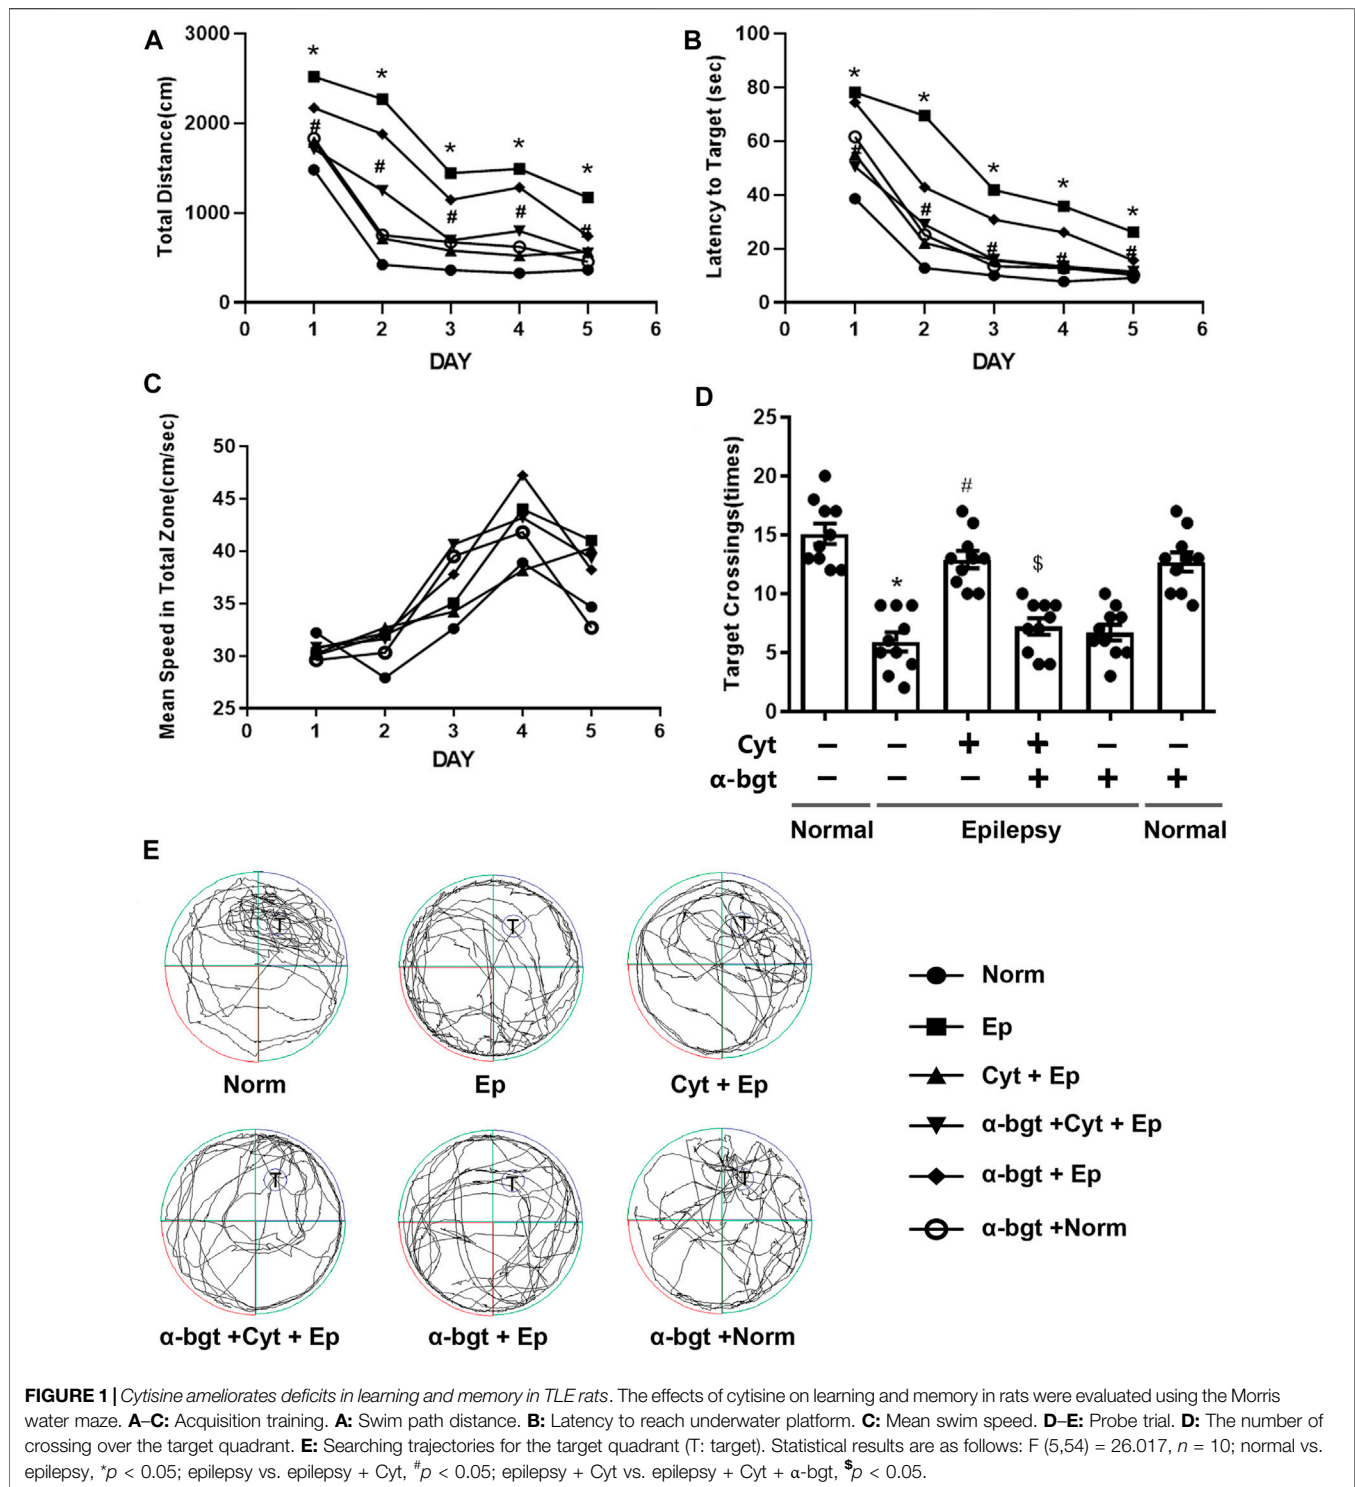 A
Total Distance(cm)
3000
2000
1000
0
* * * * *
# # # # #
0 1 2 3 4 5 6
DAY
B
Latency to Target (sec)
100
80
60
40
20
0
* * * * *
# # # # #
0 1 2 3 4 5 6
DAY
C
Mean Speed in Total Zone(cm/sec)
50
45
40
35
30
25
0 1 2 3 4 5 6
DAY
D
Target Crossings(times)
25
20
15
10
5
0
* # $
Cyt − − + + − −
α-bgt − − − + + +
Normal Epilepsy Normal
E
T T T
Norm Ep Cyt + Ep
T T T
α-bgt +Cyt + Ep α-bgt + Ep α-bgt +Norm
Norm
Ep
Cyt + Ep
α-bgt +Cyt + Ep
α-bgt + Ep
α-bgt +Norm
FIGURE 1 | Cytisine ameliorates deficits in learning and memory in TLE rats. The effects of cytisine on learning and memory in rats were evaluated using the Morris
water maze. A–C: Acquisition training. A: Swim path distance. B: Latency to reach underwater platform. C: Mean swim speed. D–E: Probe trial. D: The number of
crossing over the target quadrant. E: Searching trajectories for the target quadrant (T: target). Statistical results are as follows: F (5,54) = 26.017, n = 10; normal vs.
epilepsy, *p < 0.05; epilepsy vs. epilepsy + Cyt, #p < 0.05; epilepsy + Cyt vs. epilepsy + Cyt + α-bgt, $p < 0.05.